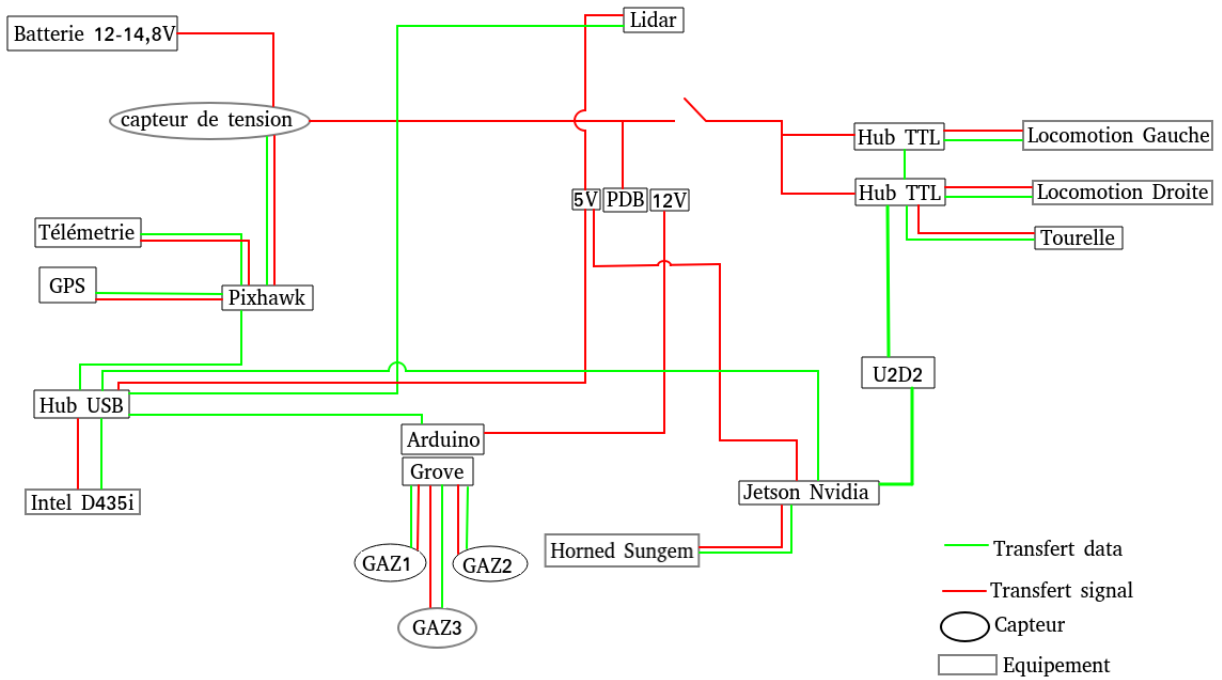 Lidar
Batterie 12-14,8V
capteur de tension
Hub TTL
Locomotion Gauche
5V
PDB
12V
Hub TTL
Locomotion Droite
Télémetrie
Tourelle
GPS
Pixhawk
U2D2
Hub USB
Arduino
Grove
Intel D435i
Jetson Nvidia
Horned Sungem
GAZ1
GAZ2
GAZ3
Transfert data
Transfert signal
Capteur
Equipement